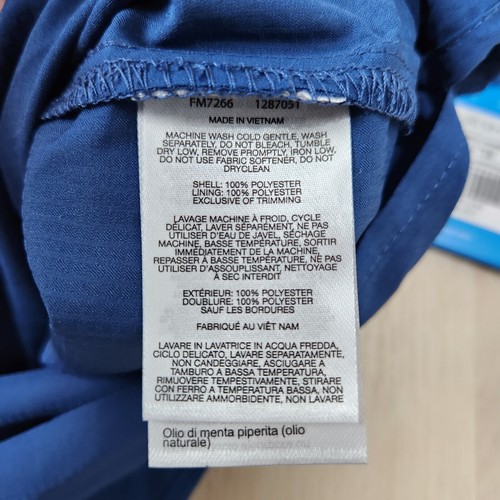 FM7266 1287051
MADE IN VIETNAM
MACHINE WASH COLD GENTLE, WASH
SEPARATELY, DO NOT BLEACH, TUMBLE
DRY LOW, REMOVE PROMPTLY, IRON LOW,
DO NOT USE FABRIC SOFTENER, DO NOT
DRYCLEAN
SHELL: 100% POLYESTER
LINING: 100% POLYESTER
EXCLUSIVE OF TRIMMING
LAVAGE MACHINE À FROID, CYCLE
DÉLICAT, LAVER SÉPARÉMENT, NE PAS
UTILISER D'EAU DE JAVEL, SÉCHAGE
MACHINE, BASSE TEMPÉRATURE, SORTIR
IMMÉDIATEMENT DE LA MACHINE,
REPASSER À BASSE TEMPÉRATURE, NE PAS
UTILISER D'ASSOUPLISSANT, NETTOYAGE
À SEC INTERDIT
EXTÉRIEUR: 100% POLYESTER
DOUBLURE: 100% POLYESTER
SAUF LES BORDURES
FABRIQUÉ AU VIÊT NAM
LAVARE IN LAVATRICE IN ACQUA FREDDA,
CICLO DELICATO, LAVARE SEPARATAMENTE,
NON CANDEGGIARE, ASCIUGARE A
TAMBURO A BASSA TEMPERATURA,
RIMUOVERE TEMPESTIVAMENTE, STIRARE
CON FERRO A TEMPERATURA BASSA, NON
UTILIZZARE AMMORBIDENTE, NON LAVARE
Olio di menta piperita (olio
naturale)